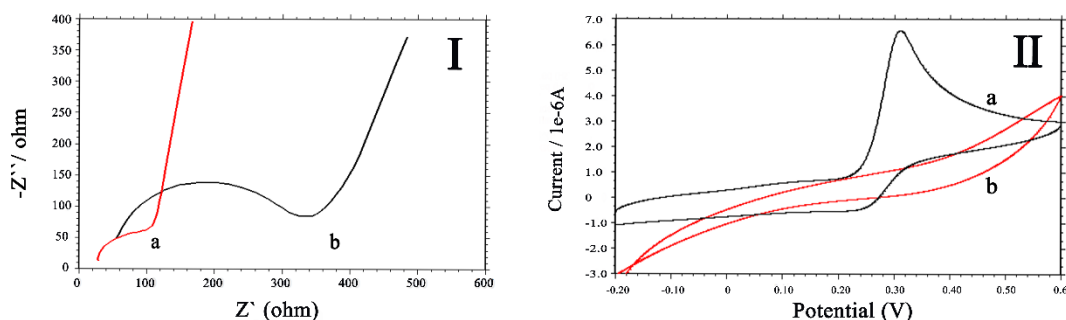 400
350
300
250
200
150
100
50
0
0 100 200 300 400 500 600
-Z``/ ohm
Z` (ohm)
I
a
b
7.0
6.0
5.0
4.0
3.0
2.0
1.0
0
-1.0
-2.0
-3.0
-0.20 -0.10 0 0.10 0.20 0.30 0.40 0.50 0.60
Current / 1e-6A
Potential (V)
II
a
b